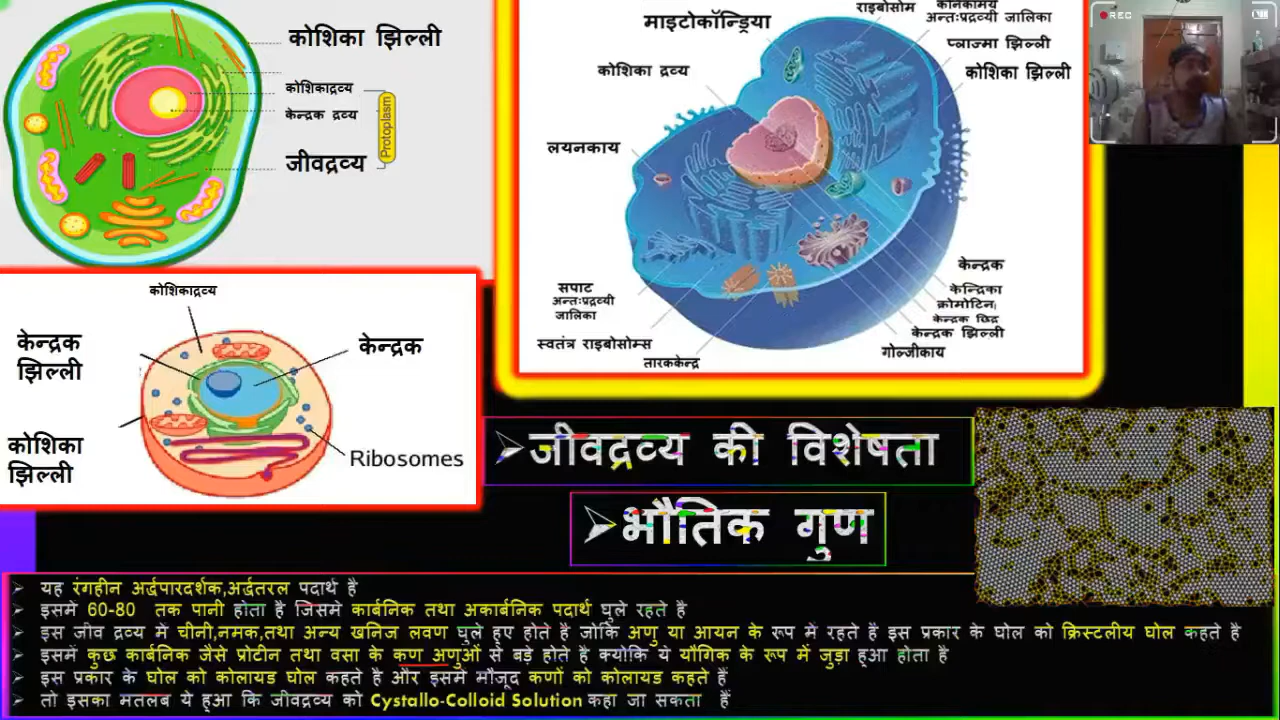 कोशिका झिल्ली
कोशिकाद्रव्य
केन्द्रक द्रव्य
जीवद्रव्य
Protoplasm
माइटोकॉन्ड्रिया
राइबोसोम
अन्तःप्रद्रव्यी जालिका
प्लाज्मा झिल्ली
कोशिका झिल्ली
कोशिका द्रव्य
लयनकाय
सपाट
अन्तःप्रद्रव्यी
जालिका
स्वतंत्र राइबोसोम्स
तारककेन्द्र
केन्द्रक
केन्द्रिका
क्रोमोटिन
केन्द्रक छिद्र
केन्द्रक झिल्ली
गोल्जीकाय
REC
कोशिकाद्रव्य
केन्द्रक
झिल्ली
केन्द्रक
कोशिका
झिल्ली
Ribosomes
जीवद्रव्य की विशेषता
भौतिक गुण
यह रंगहीन अर्द्धपारदर्शक,अर्द्धतरल पदार्थ है
इसमे 60-80 तक पानी होता है जिसमे कार्बनिक तथा अकार्बनिक पदार्थ घुले रहते है
इस जीव द्रव्य में चीनी,नमक,तथा अन्य खनिज लवण घुले हुए होते है जोकि अणु या आयन के रूप में रहते है इस प्रकार के घोल को क्रिस्टलीय घोल कहते है
इसमें कुछ कार्बनिक जैसे प्रोटीन तथा वसा के कण अणुओं से बड़े होते है क्योकि ये यौगिक के रूप में जुड़ा हुआ होता है
इस प्रकार के घोल को कोलायड घोल कहते है और इसमे मौजूद कणों को कोलायड कहते हैं
तो इसका मतलब ये हुआ कि जीवद्रव्य को Cystallo-Colloid Solution कहा जा सकता हैं